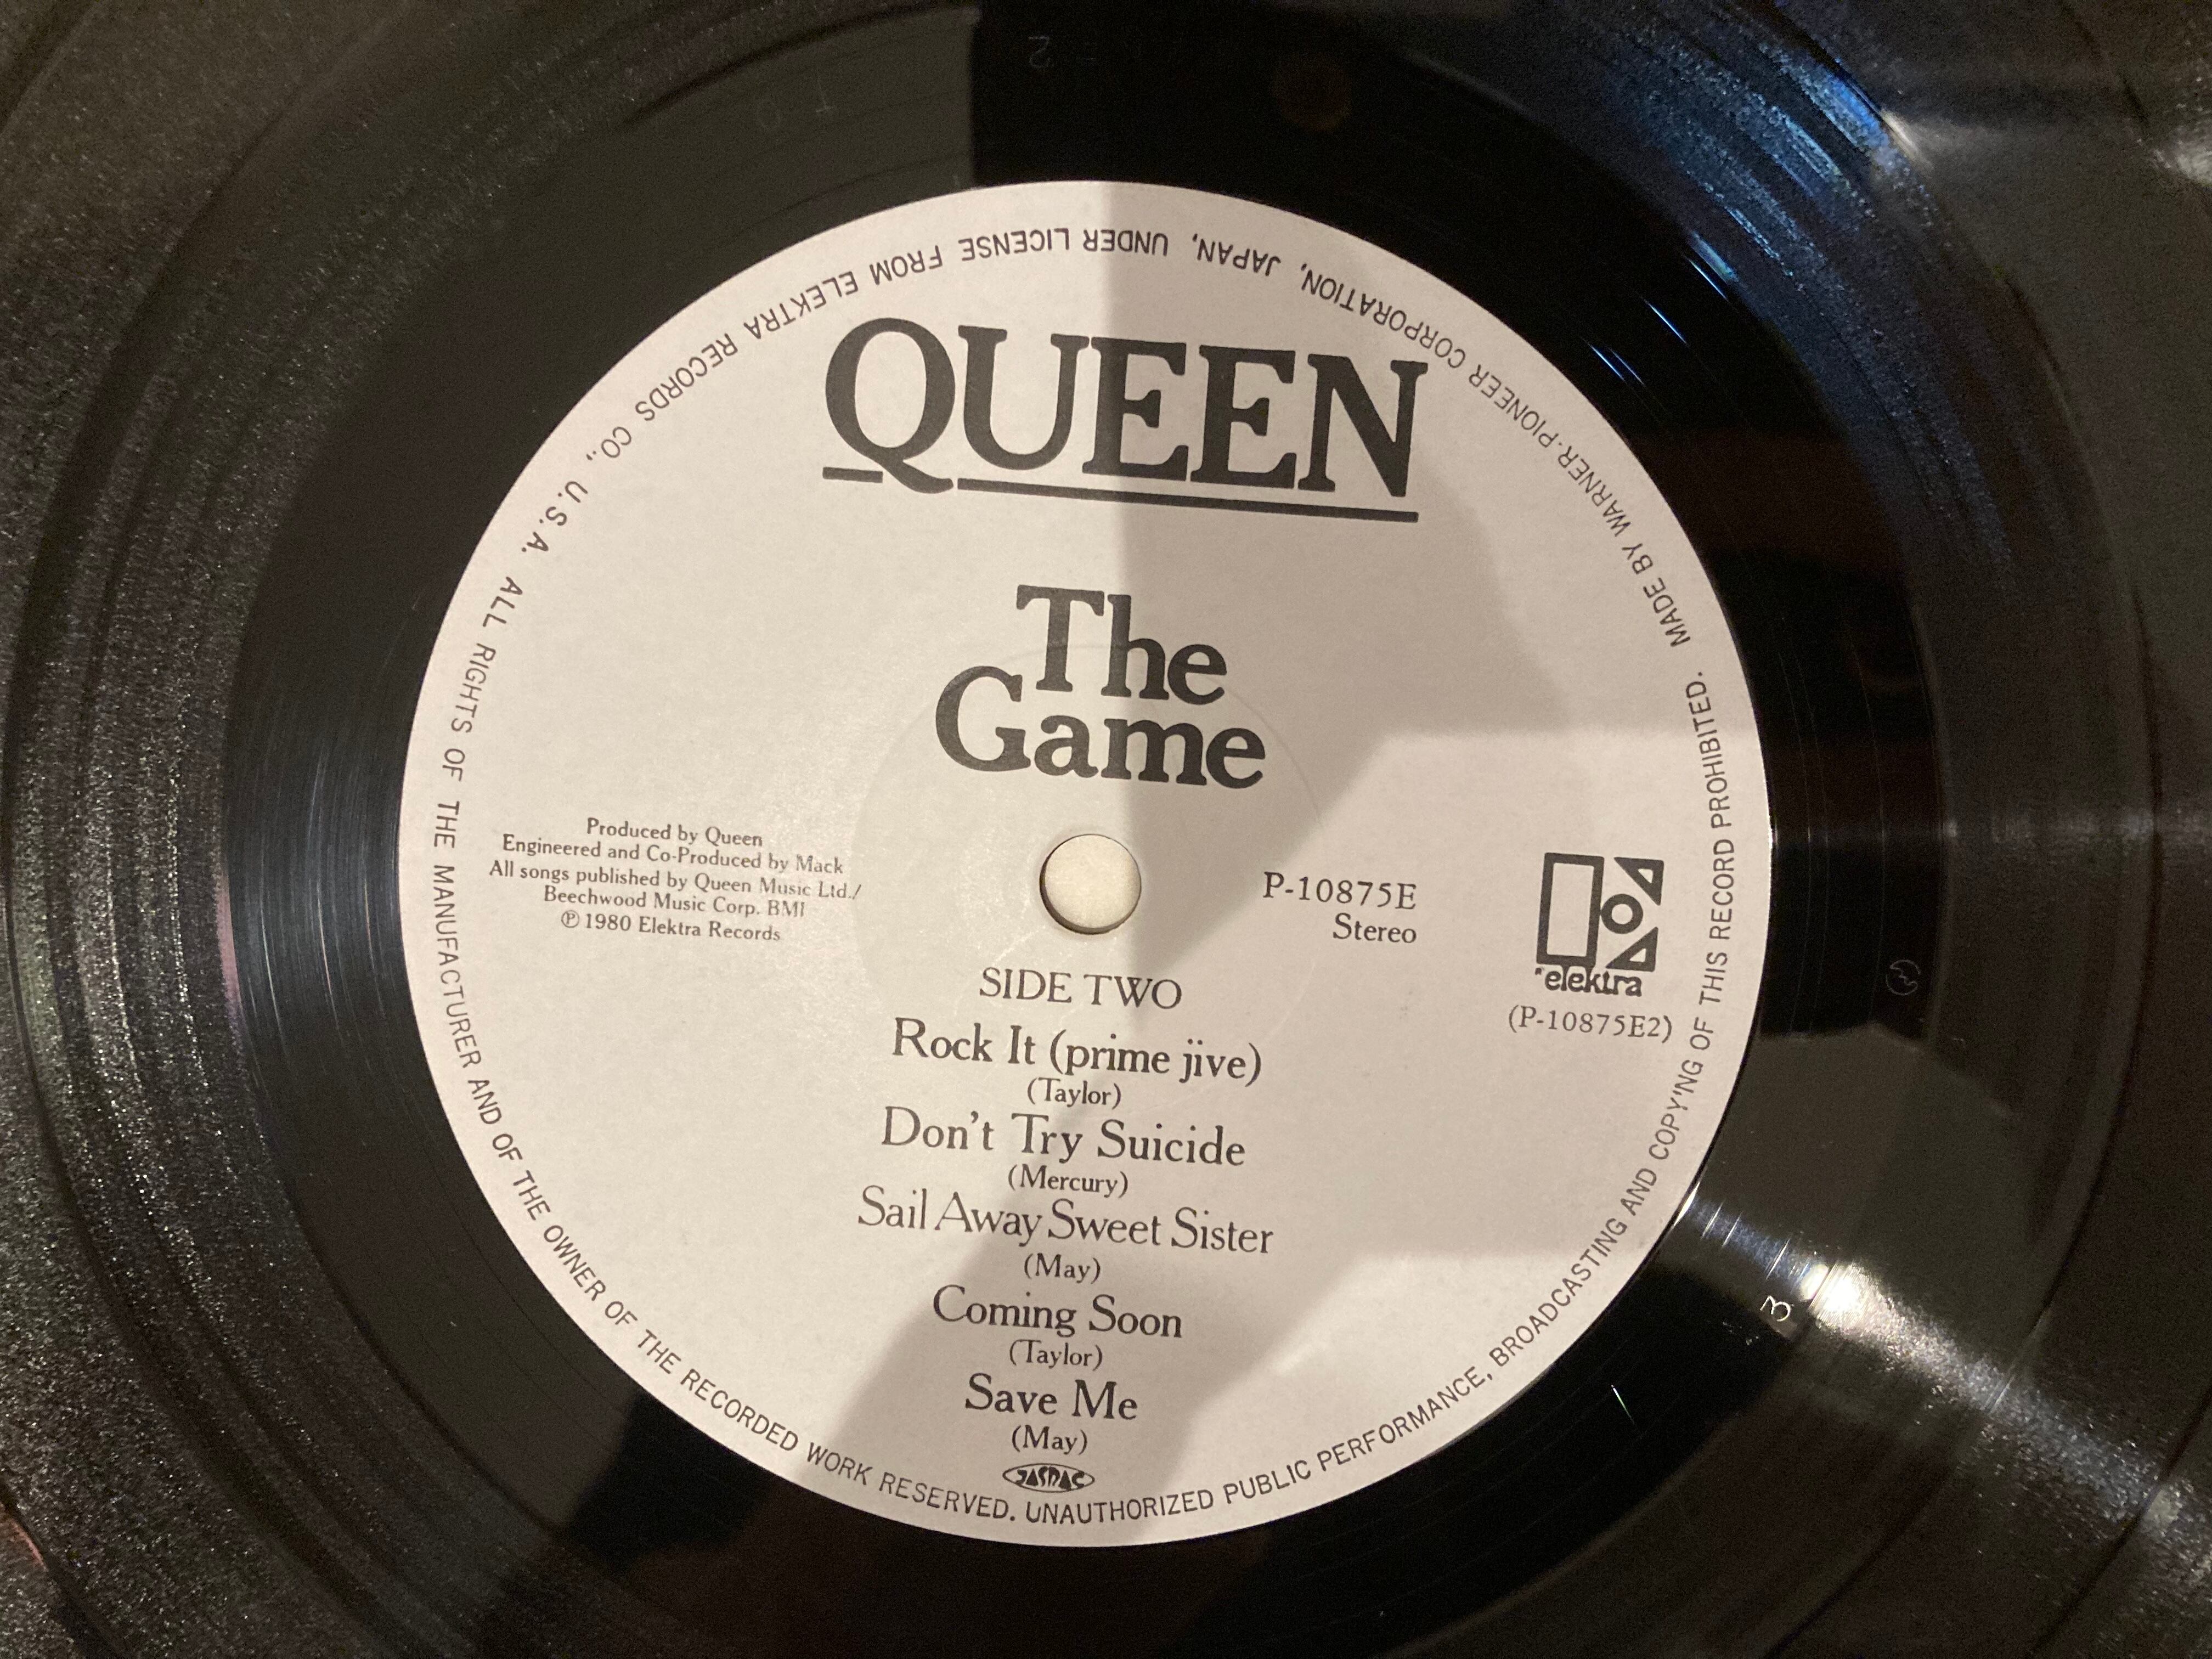 QUEEN
The
Game
Produced by Queen
Engineered and Co-Produced by Mack
All songs published by Queen Music Ltd./
Beechwood Music Corp. BMI
℗ 1980 Elektra Records
P-10875E
Stereo
elektra
(P-10875E2)
SIDE TWO
Rock It (prime jive)
(Taylor)
Don't Try Suicide
(Mercury)
Sail Away Sweet Sister
(May)
Coming Soon
(Taylor)
Save Me
(May)
JASRAC
MADE BY WARNER-PIONEER CORPORATION, JAPAN, UNDER LICENSE FROM ELEKTRA RECORDS CO., U.S.A. ALL RIGHTS OF THE MANUFACTURER AND OF THE OWNER OF THE RECORDED WORK RESERVED. UNAUTHORIZED PUBLIC PERFORMANCE, BROADCASTING AND COPY'NG OF THIS RECORD PROHIBITED.
3